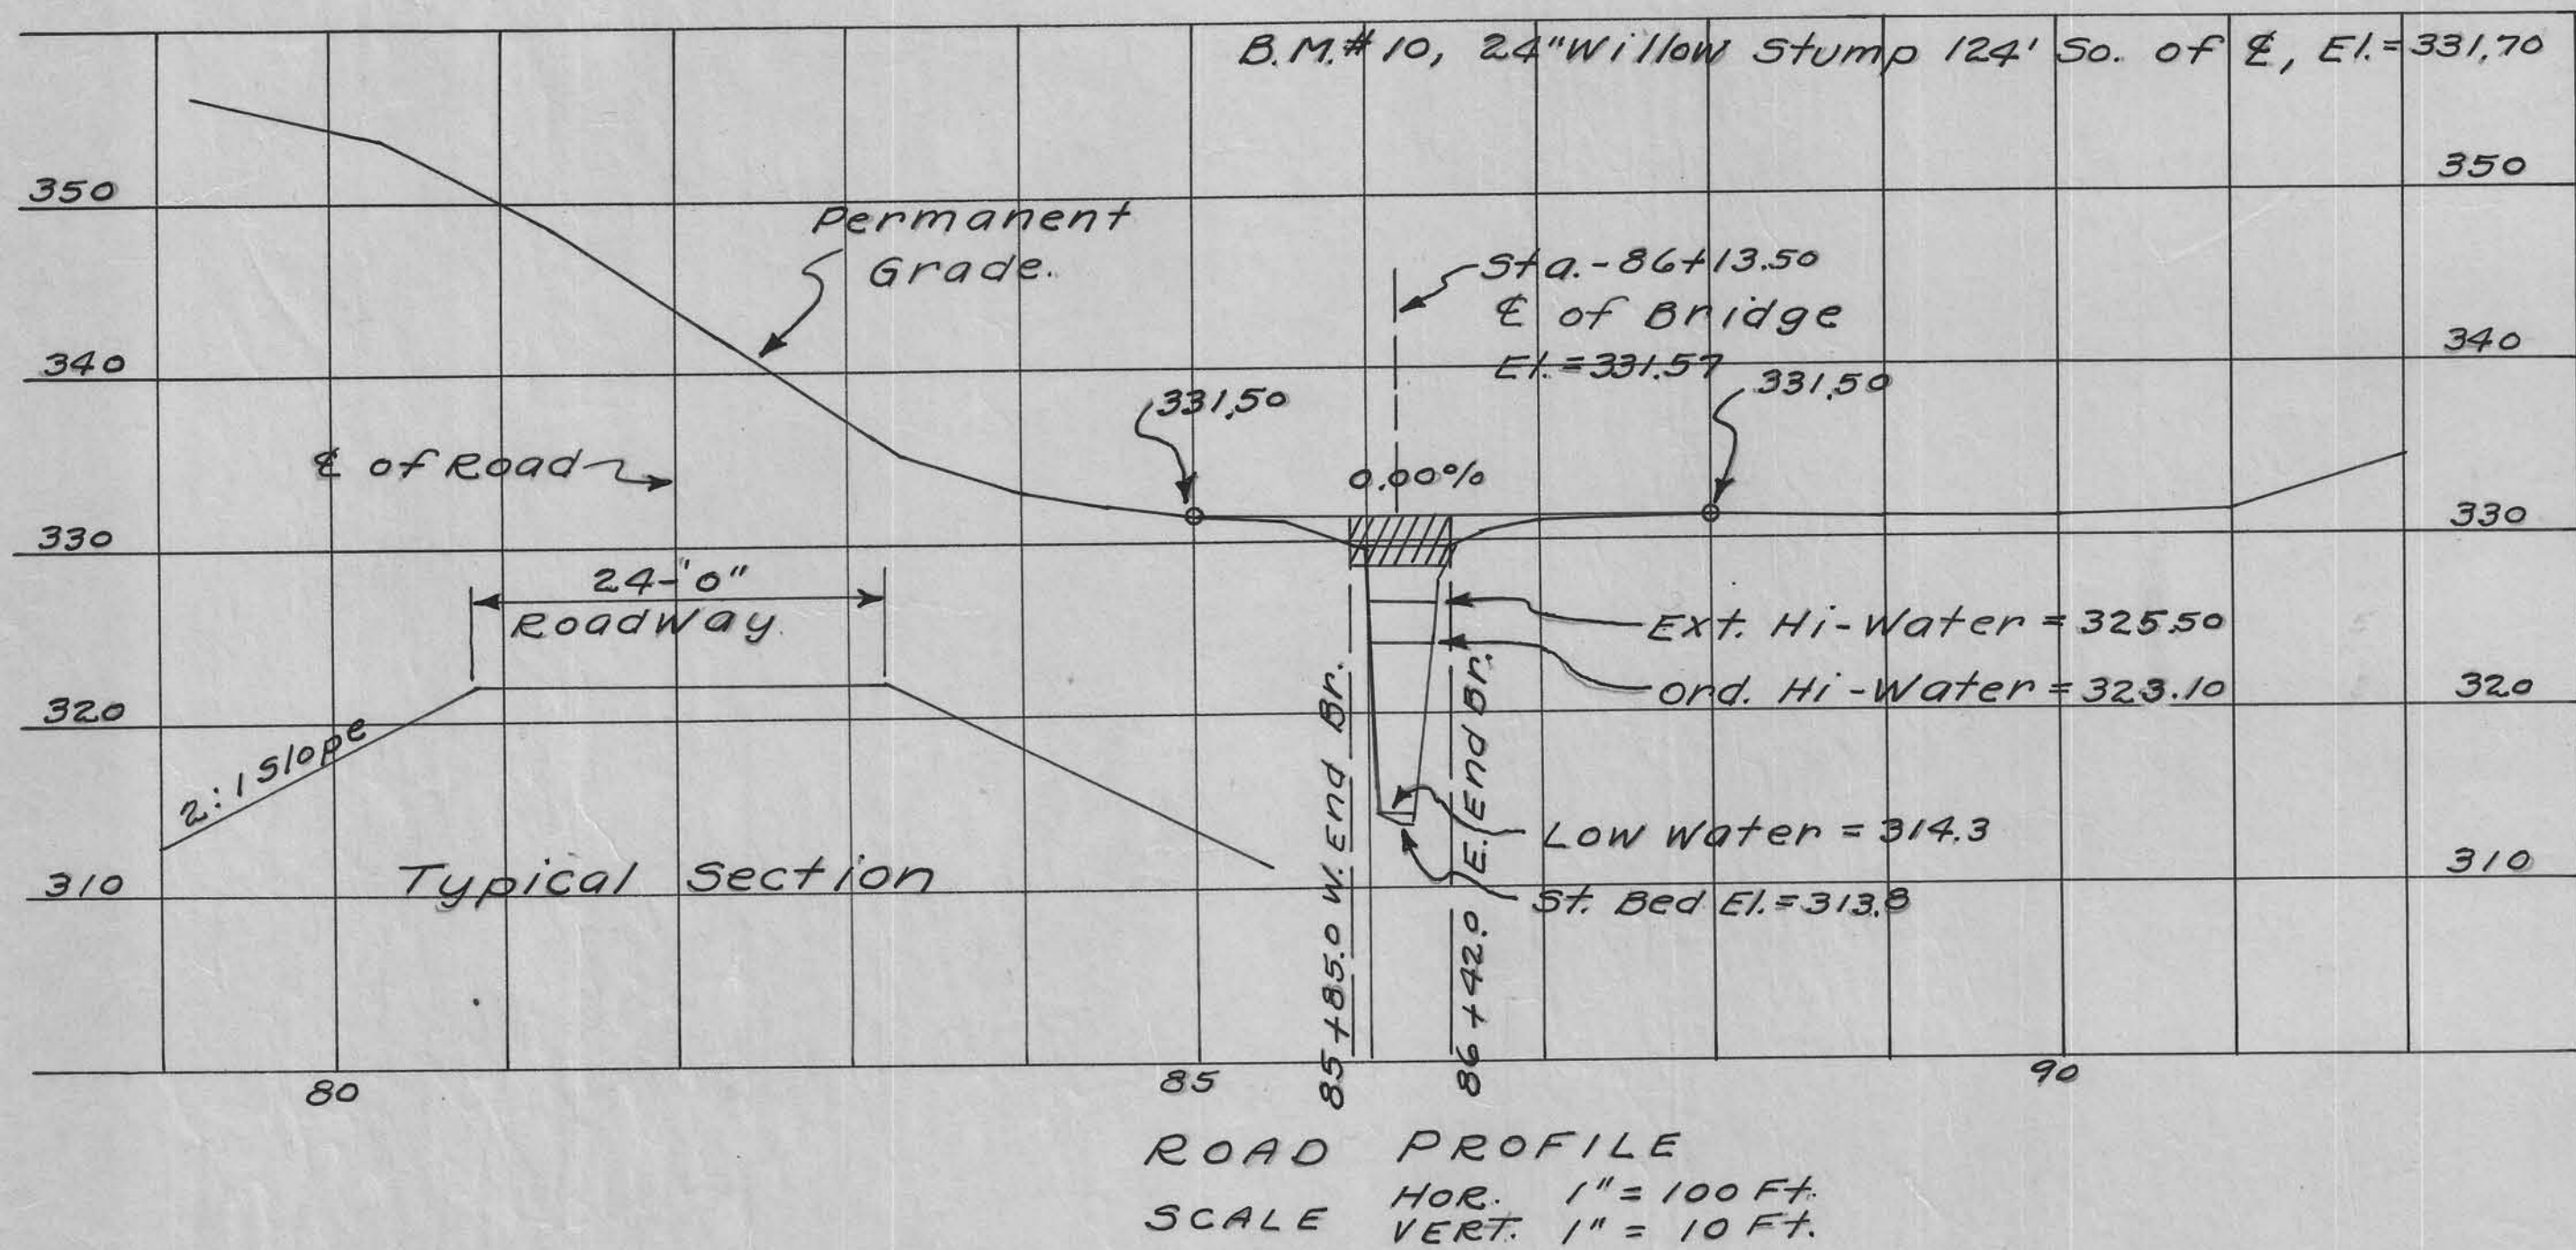 B.M.#10, 24" Willow Stump 124' So. of ℄, El.=331.70
350
350
Permanent
Grade.
Sta.-86+13.50
℄ of Bridge
El.=331.57
340
340
331.50
331.50
℄ of Road
0.00%
330
330
24-'0"
Roadway
Ext. Hi-Water = 325.50
Ord. Hi-Water = 323.10
320
320
2:1 Slope
85+85.0 W. End Br.
86+42.0 E. End Br.
Low Water = 314.3
St. Bed El.=313.8
310
310
Typical Section
80
85
90
ROAD PROFILE
SCALE HOR. 1"=100 Ft.
VERT. 1" = 10 Ft.